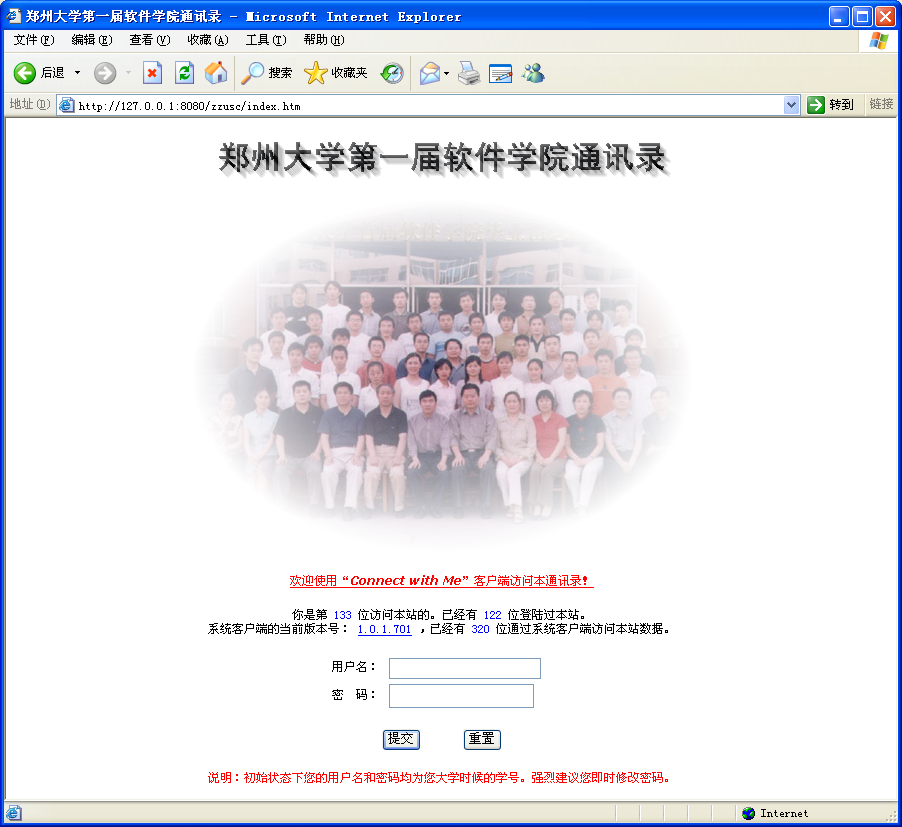 郑州大学第一届软件学院通讯录 - Microsoft Internet Explorer
文件(F) 编辑(E) 查看(V) 收藏(A) 工具(T) 帮助(H)
后退 搜索 收藏夹
地址(D) http://127.0.0.1:8080/zzusc/index.htm 转到 链接
郑州大学第一届软件学院通讯录
欢迎使用“Connect with Me”客户端访问本通讯录！
你是第 133 位访问本站的。已经有 122 位登陆过本站。
系统客户端的当前版本号： 1.0.1.701 ，已经有 320 位通过系统客户端访问本站数据。
用户名：
密 码：
提交 重置
说明：初始状态下您的用户名和密码均为您大学时候的学号。强烈建议您即时修改密码。
Internet